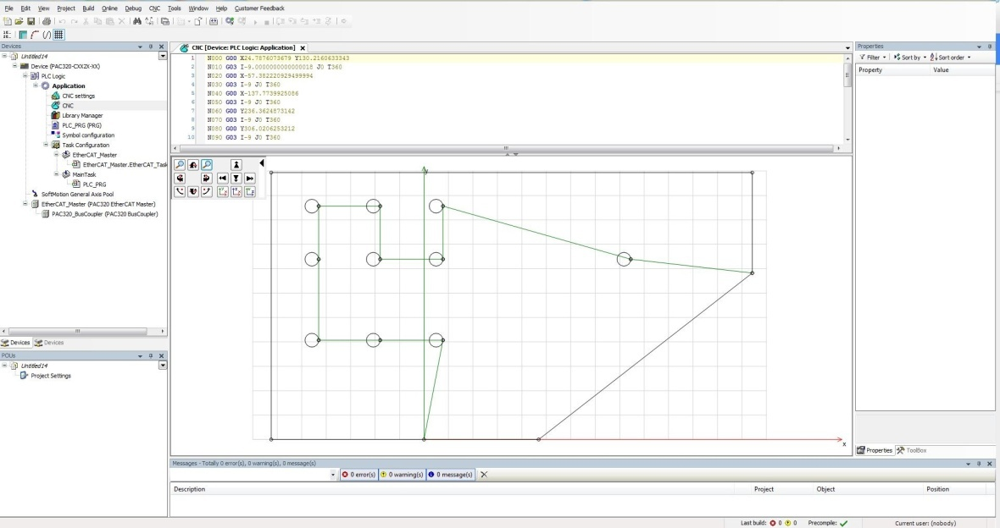 File Edit View Project Build Online Debug CNC Tools Window Help Customer Feedback
Devices
Untitled14
Device (PAC320-CXX2X-XX)
PLC Logic
Application
CNC settings
CNC
Library Manager
PLC_PRG (PRG)
Symbol configuration
Task Configuration
EtherCAT_Master
EtherCAT_Master.EtherCAT_Task
MainTask
PLC_PRG
SoftMotion General Axis Pool
EtherCAT_Master (PAC320 EtherCAT Master)
PAC320_BusCoupler (PAC320 BusCoupler)
Devices Devices
POUs
Untitled14
Project Settings
CNC [Device: PLC Logic: Application]
1 N000 G00 X24.7876073679 Y130.2160633343
2 N010 G03 I-9.0000000000000018 J0 T360
3 N020 G00 X-57.382220929499994
4 N030 G03 I-9 J0 T360
5 N040 G00 X-137.7739925086
6 N050 G03 I-9 J0 T360
7 N060 G00 Y236.3624873142
8 N070 G03 I-9 J0 T360
9 N080 G00 Y306.0206253212
10 N090 G03 I-9 J0 T360
y
x
Properties
Filter Sort by Sort order
Property Value
Properties ToolBox
Messages - Totally 0 error(s), 0 warning(s), 0 message(s)
0 error(s) 0 warning(s) 0 message(s)
Description Project Object Position
Last build: 0 0 Precompile: Current user: (nobody)